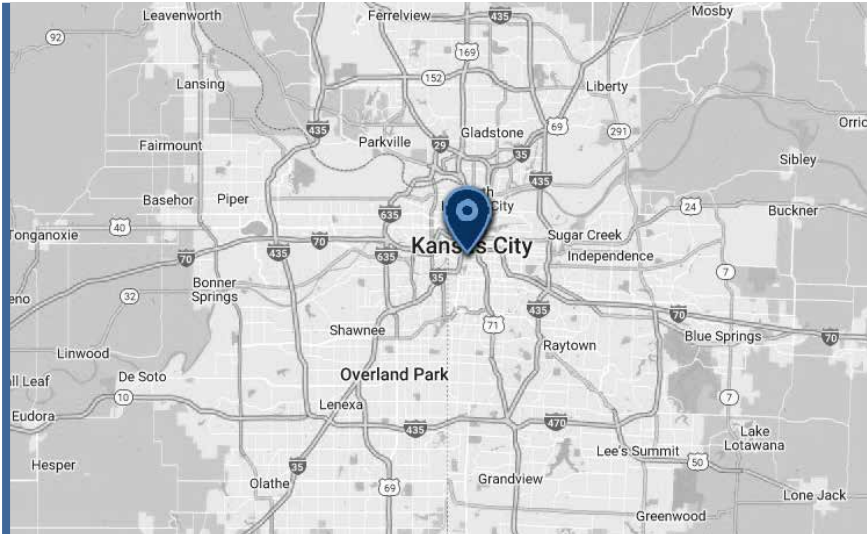 Leavenworth
Ferrelview
435
Mosby
92
169
152
Lansing
Liberty
435
69
291
Orric
Parkville
Gladstone
Fairmount
29
35
Sibley
435
Basehor
Piper
635
City
24
Buckner
Tonganoxie
40
70
Kansas City
Sugar Creek
Independence
70
435
635
35
7
Bonner
Springs
32
435
70
Shawnee
71
Blue Springs
70
Linwood
Raytown
De Soto
Overland Park
10
Lenexa
7
Eudora
435
470
Lake
Lotawana
Lee's Summit
50
Hesper
35
Olathe
69
Grandview
Lone Jack
Greenwood